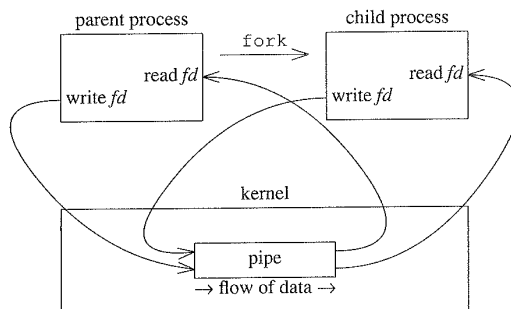 parent process
child process
fork
read fd
write fd
read fd
write fd
kernel
pipe
→ flow of data →